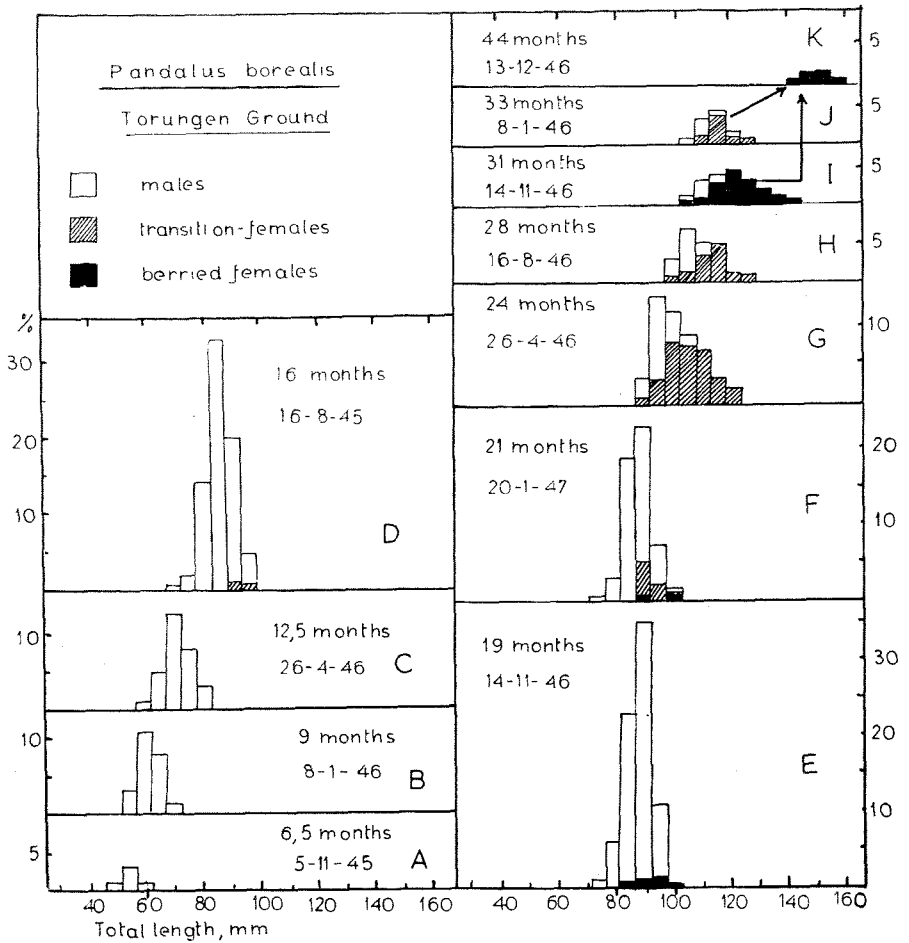 Pandalus borealis
Torungen Ground
males
transition-females
berried females
%
30
20
10
16 months
16-8-45
D
10
12,5 months
26-4-46
C
10
9 months
8-1-46
B
5
6,5 months
5-11-45
A
40 60 80 100 120 140 160
Total length, mm
44 months
13-12-46
K
5
33 months
8-1-46
J
5
31 months
14-11-46
I
5
28 months
16-8-46
H
5
24 months
26-4-46
G
10
21 months
20-1-47
F
20
10
19 months
14-11-46
E
30
20
10
40 60 80 100 120 140 160